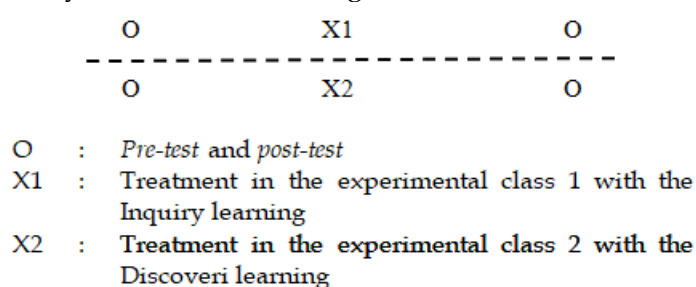 O X1 O
O X2 O
O : Pre-test and post-test
X1 : Treatment in the experimental class 1 with the
Inquiry learning
X2 : Treatment in the experimental class 2 with the
Discoveri learning